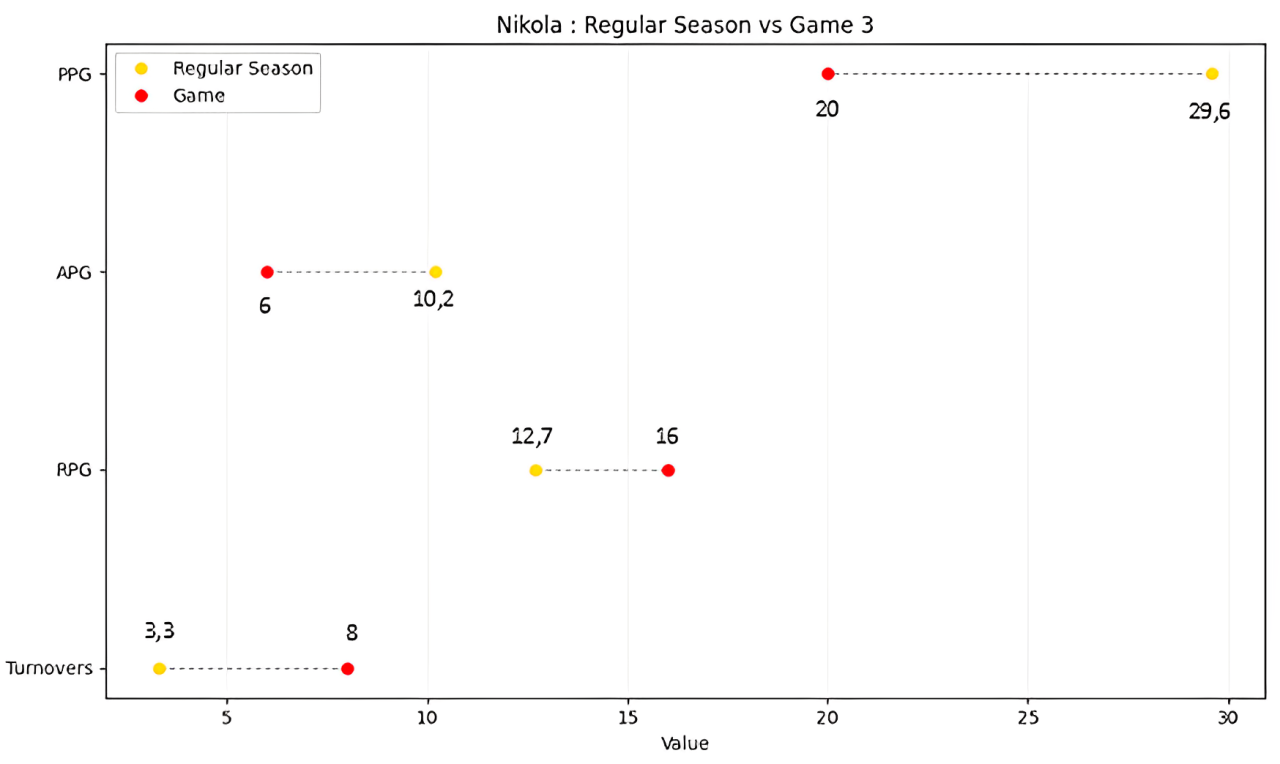 Nikola : Regular Season vs Game 3
Regular Season
Game
PPG
20
29,6
APG
6
10,2
12,7
16
RPG
3,3
8
Turnovers
5 10 15 20 25 30
Value